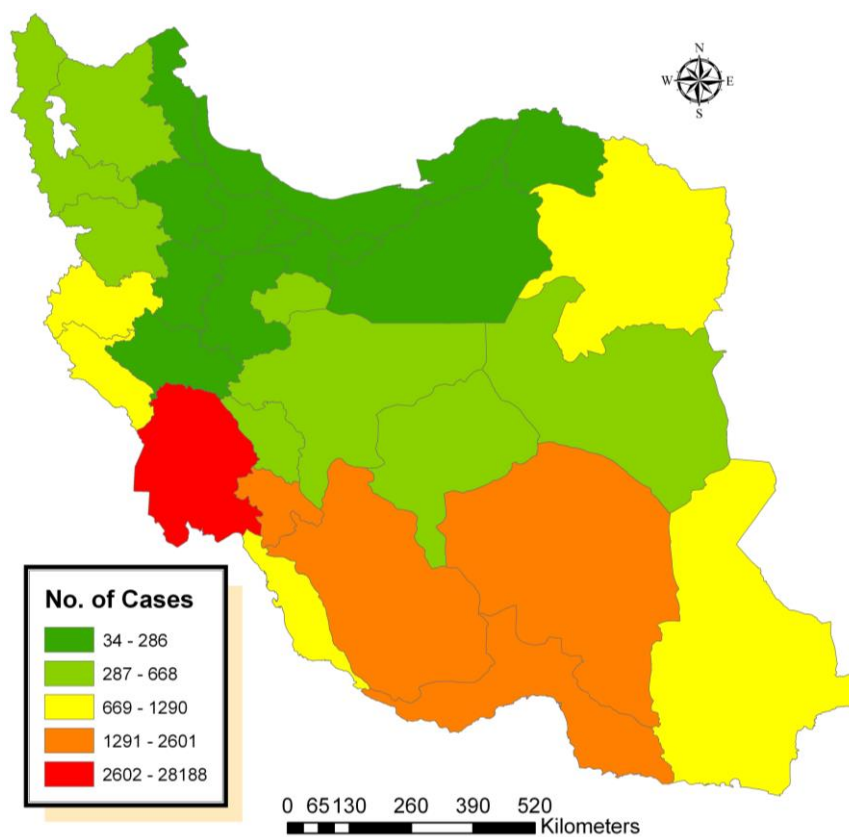 N
W E
S
No. of Cases
34 - 286
287 - 668
669 - 1290
1291 - 2601
2602 - 28188
0 65 130 260 390 520
Kilometers